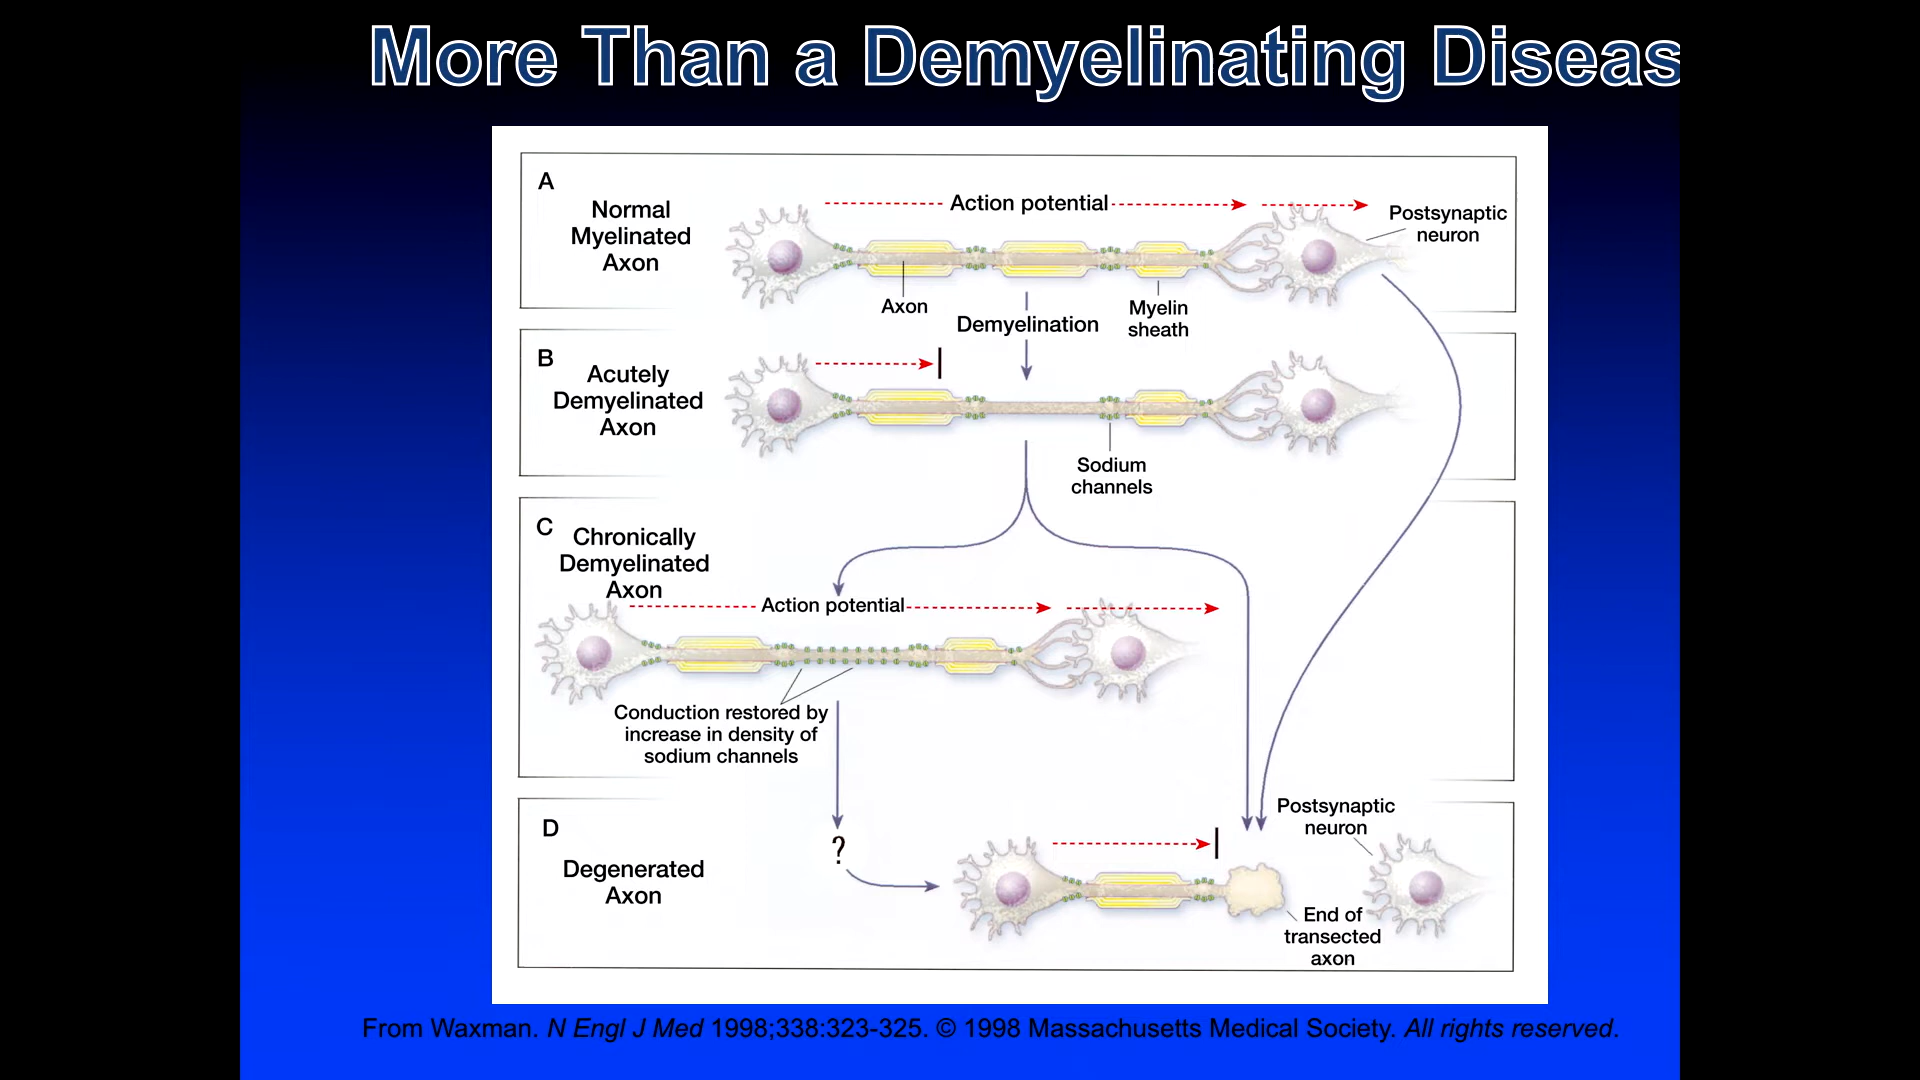 More Than a Demyelinating Diseas
A
Normal
Myelinated
Axon
Action potential
Postsynaptic
neuron
Axon
Demyelination
Myelin
sheath
B
Acutely
Demyelinated
Axon
Sodium
channels
C
Chronically
Demyelinated
Axon
Action potential
Conduction restored by
increase in density of
sodium channels
D
Degenerated
Axon
?
Postsynaptic
neuron
End of
transected
axon
From Waxman. N Engl J Med 1998;338:323-325. © 1998 Massachusetts Medical Society. All rights reserved.